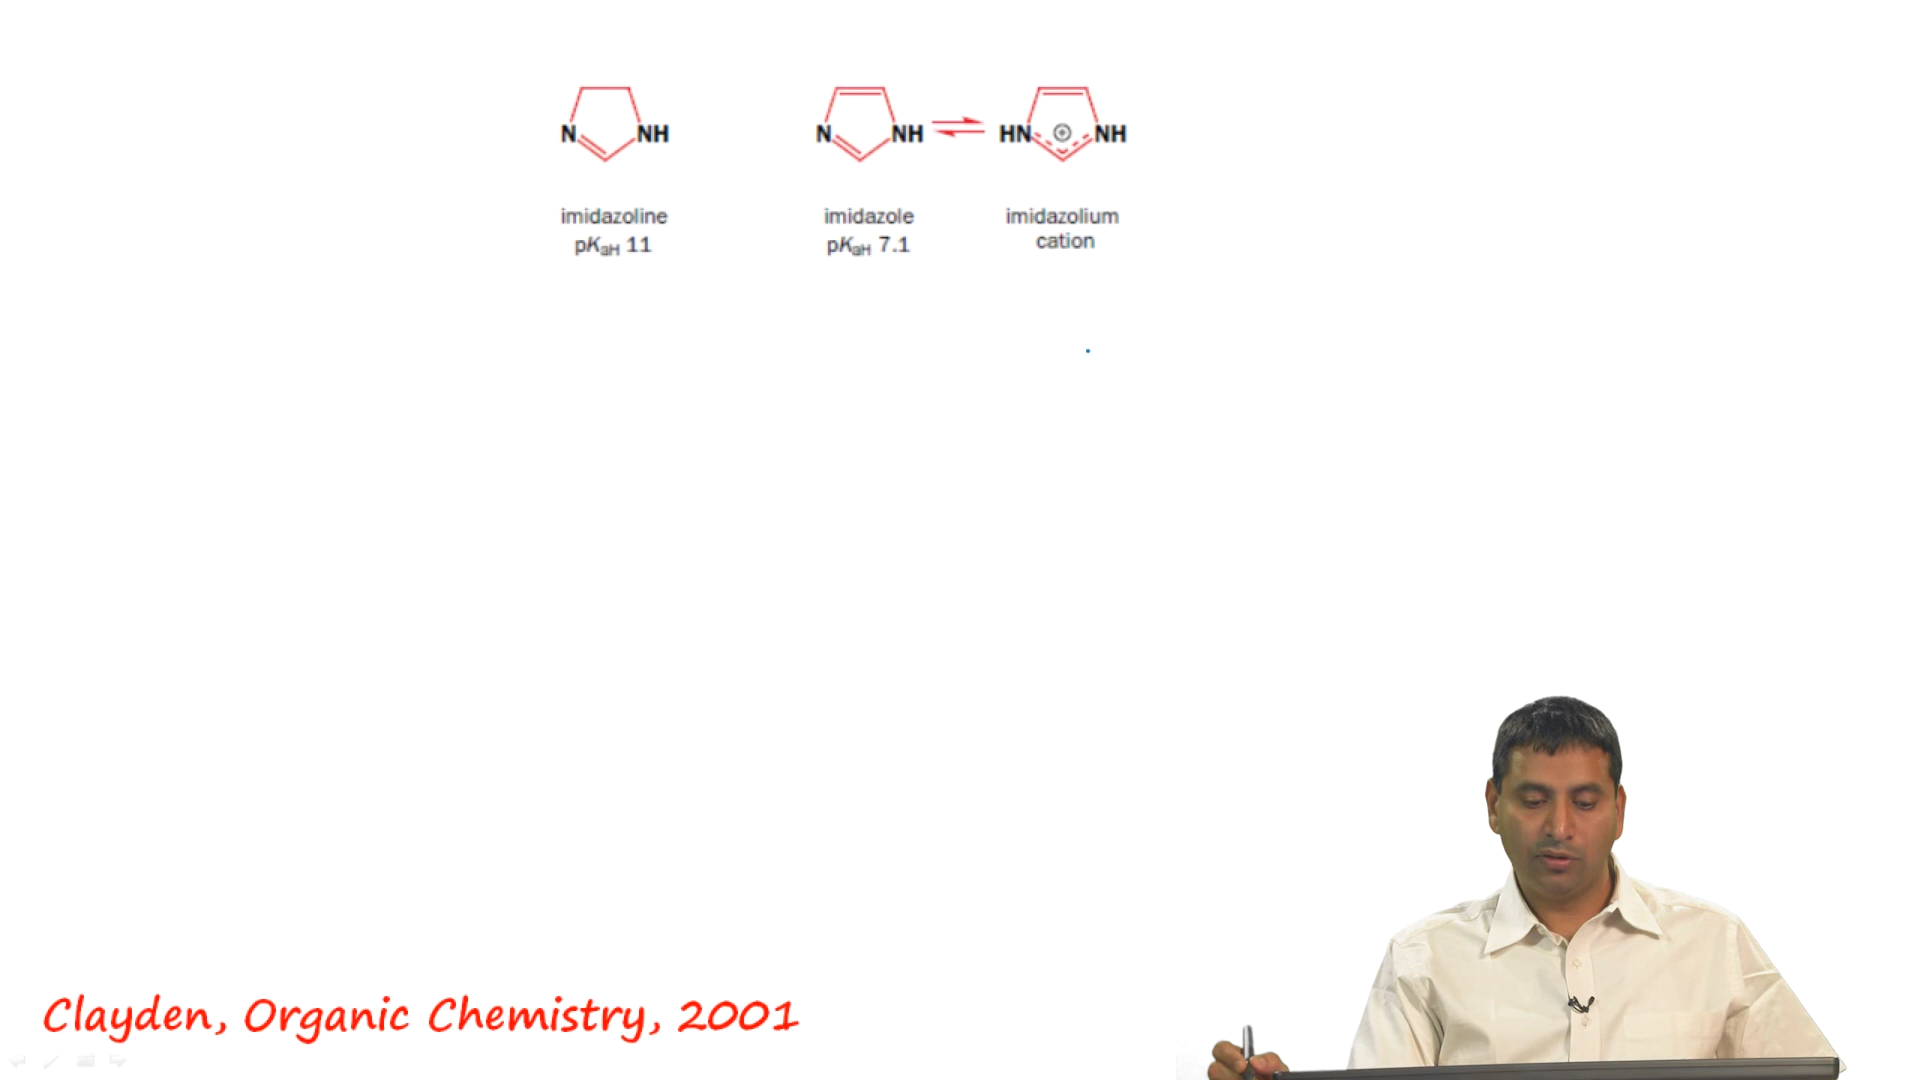 N NH N NH HN ⊕ NH
imidazoline imidazole imidazolium
pKaH 11 pKaH 7.1 cation
Clayden, Organic Chemistry, 2001